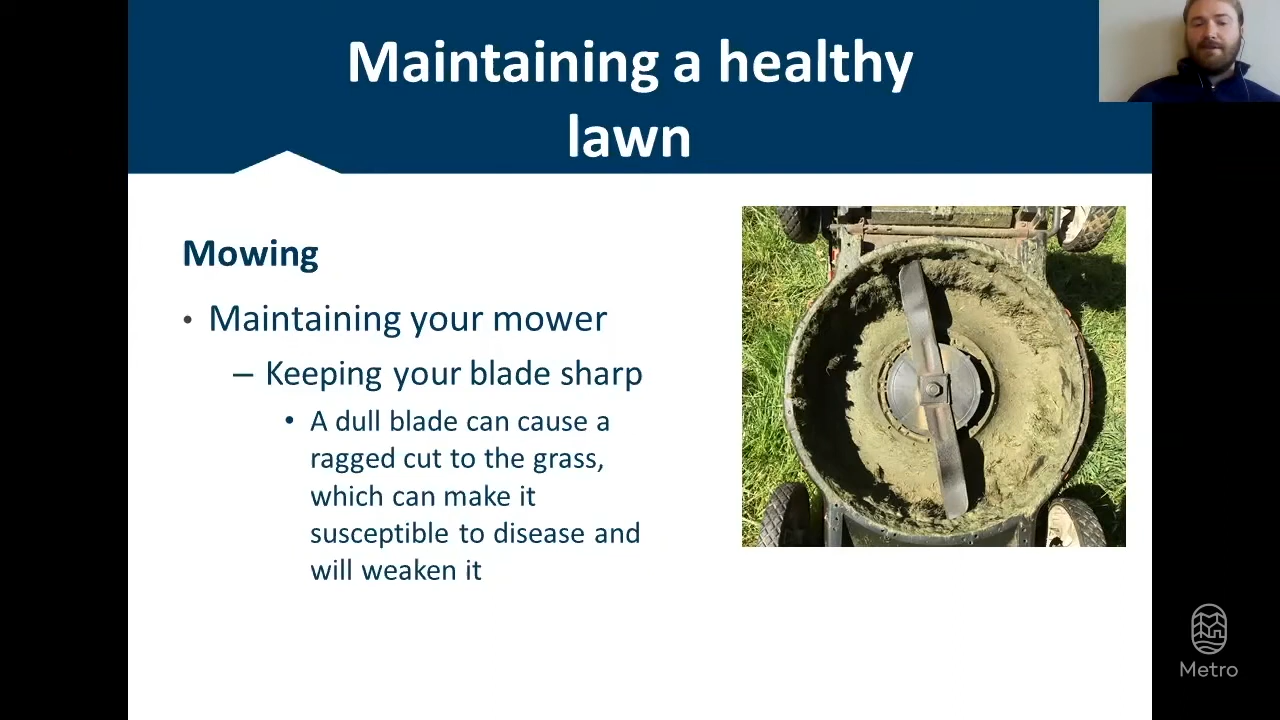 Maintaining a healthy
lawn
Mowing
• Maintaining your mower
– Keeping your blade sharp
• A dull blade can cause a
ragged cut to the grass,
which can make it
susceptible to disease and
will weaken it
Metro